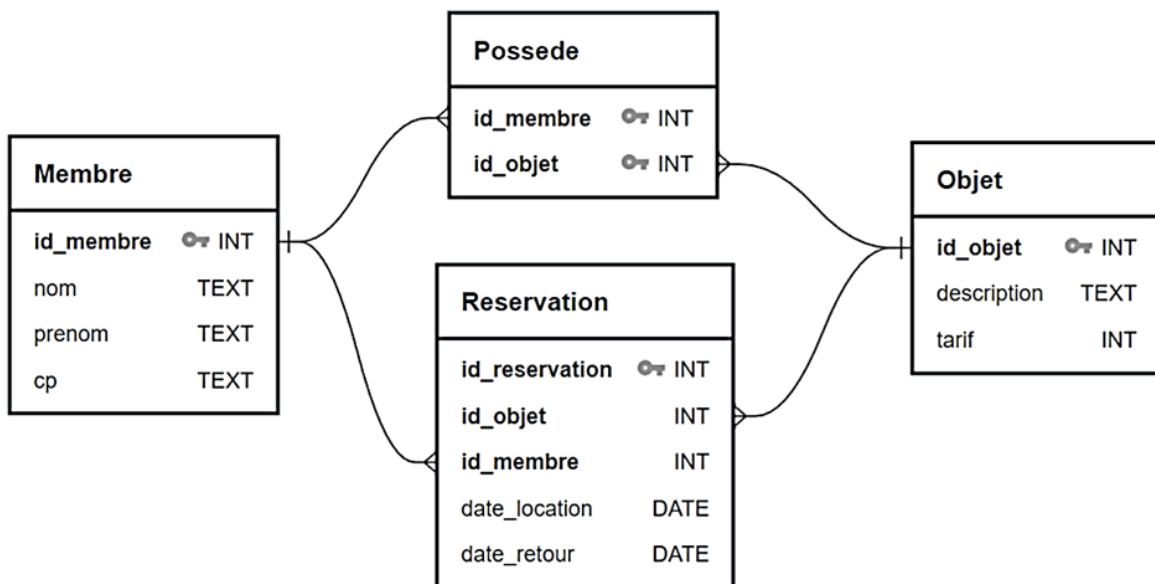 Possede
id_membre INT
id_objet INT
Membre
id_membre INT
nom TEXT
prenom TEXT
cp TEXT
Reservation
id_reservation INT
id_objet INT
id_membre INT
date_location DATE
date_retour DATE
Objet
id_objet INT
description TEXT
tarif INT